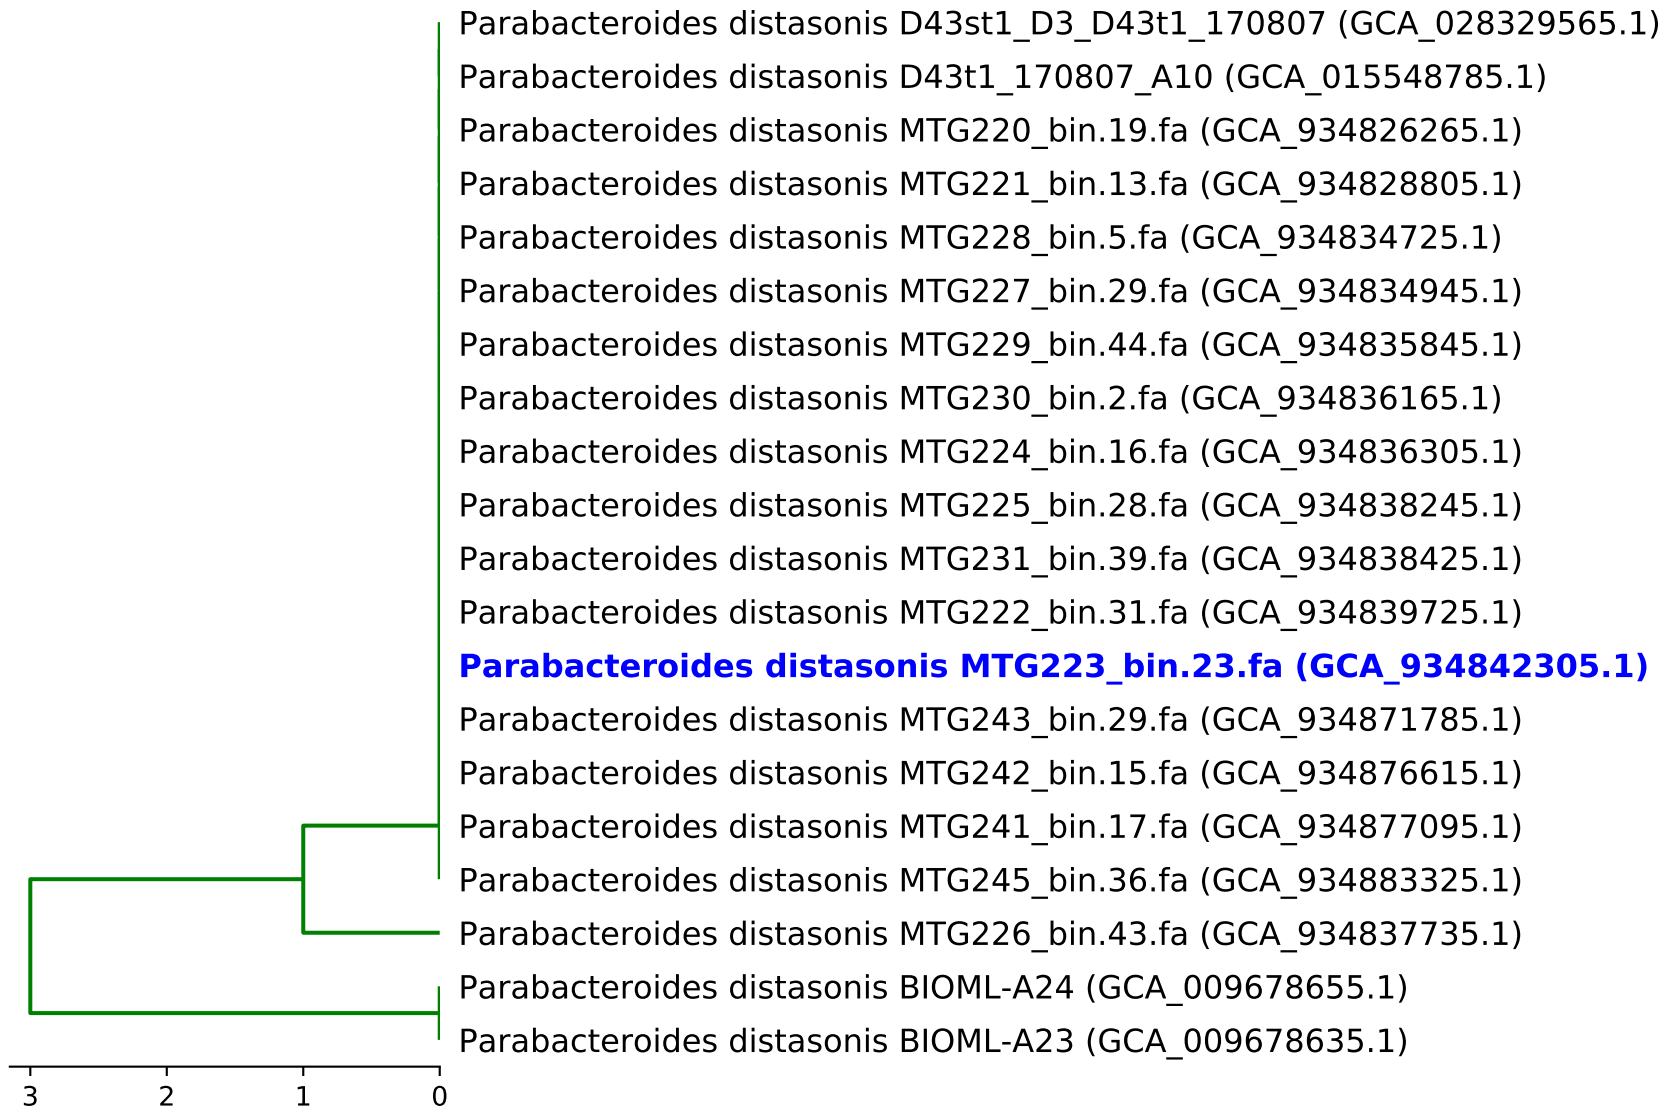 Parabacteroides distasonis D43st1_D3_D43t1_170807 (GCA_028329565.1)
Parabacteroides distasonis D43t1_170807_A10 (GCA_015548785.1)
Parabacteroides distasonis MTG220_bin.19.fa (GCA_934826265.1)
Parabacteroides distasonis MTG221_bin.13.fa (GCA_934828805.1)
Parabacteroides distasonis MTG228_bin.5.fa (GCA_934834725.1)
Parabacteroides distasonis MTG227_bin.29.fa (GCA_934834945.1)
Parabacteroides distasonis MTG229_bin.44.fa (GCA_934835845.1)
Parabacteroides distasonis MTG230_bin.2.fa (GCA_934836165.1)
Parabacteroides distasonis MTG224_bin.16.fa (GCA_934836305.1)
Parabacteroides distasonis MTG225_bin.28.fa (GCA_934838245.1)
Parabacteroides distasonis MTG231_bin.39.fa (GCA_934838425.1)
Parabacteroides distasonis MTG222_bin.31.fa (GCA_934839725.1)
Parabacteroides distasonis MTG223_bin.23.fa (GCA_934842305.1)
Parabacteroides distasonis MTG243_bin.29.fa (GCA_934871785.1)
Parabacteroides distasonis MTG242_bin.15.fa (GCA_934876615.1)
Parabacteroides distasonis MTG241_bin.17.fa (GCA_934877095.1)
Parabacteroides distasonis MTG245_bin.36.fa (GCA_934883325.1)
Parabacteroides distasonis MTG226_bin.43.fa (GCA_934837735.1)
Parabacteroides distasonis BIOML-A24 (GCA_009678655.1)
Parabacteroides distasonis BIOML-A23 (GCA_009678635.1)
3 2 1 0